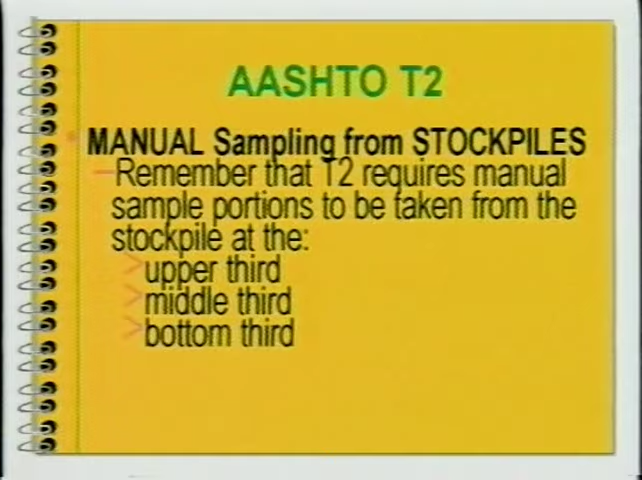 AASHTO T2
MANUAL Sampling from STOCKPILES
–Remember that T2 requires manual
sample portions to be taken from the
stockpile at the:
upper third
middle third
bottom third